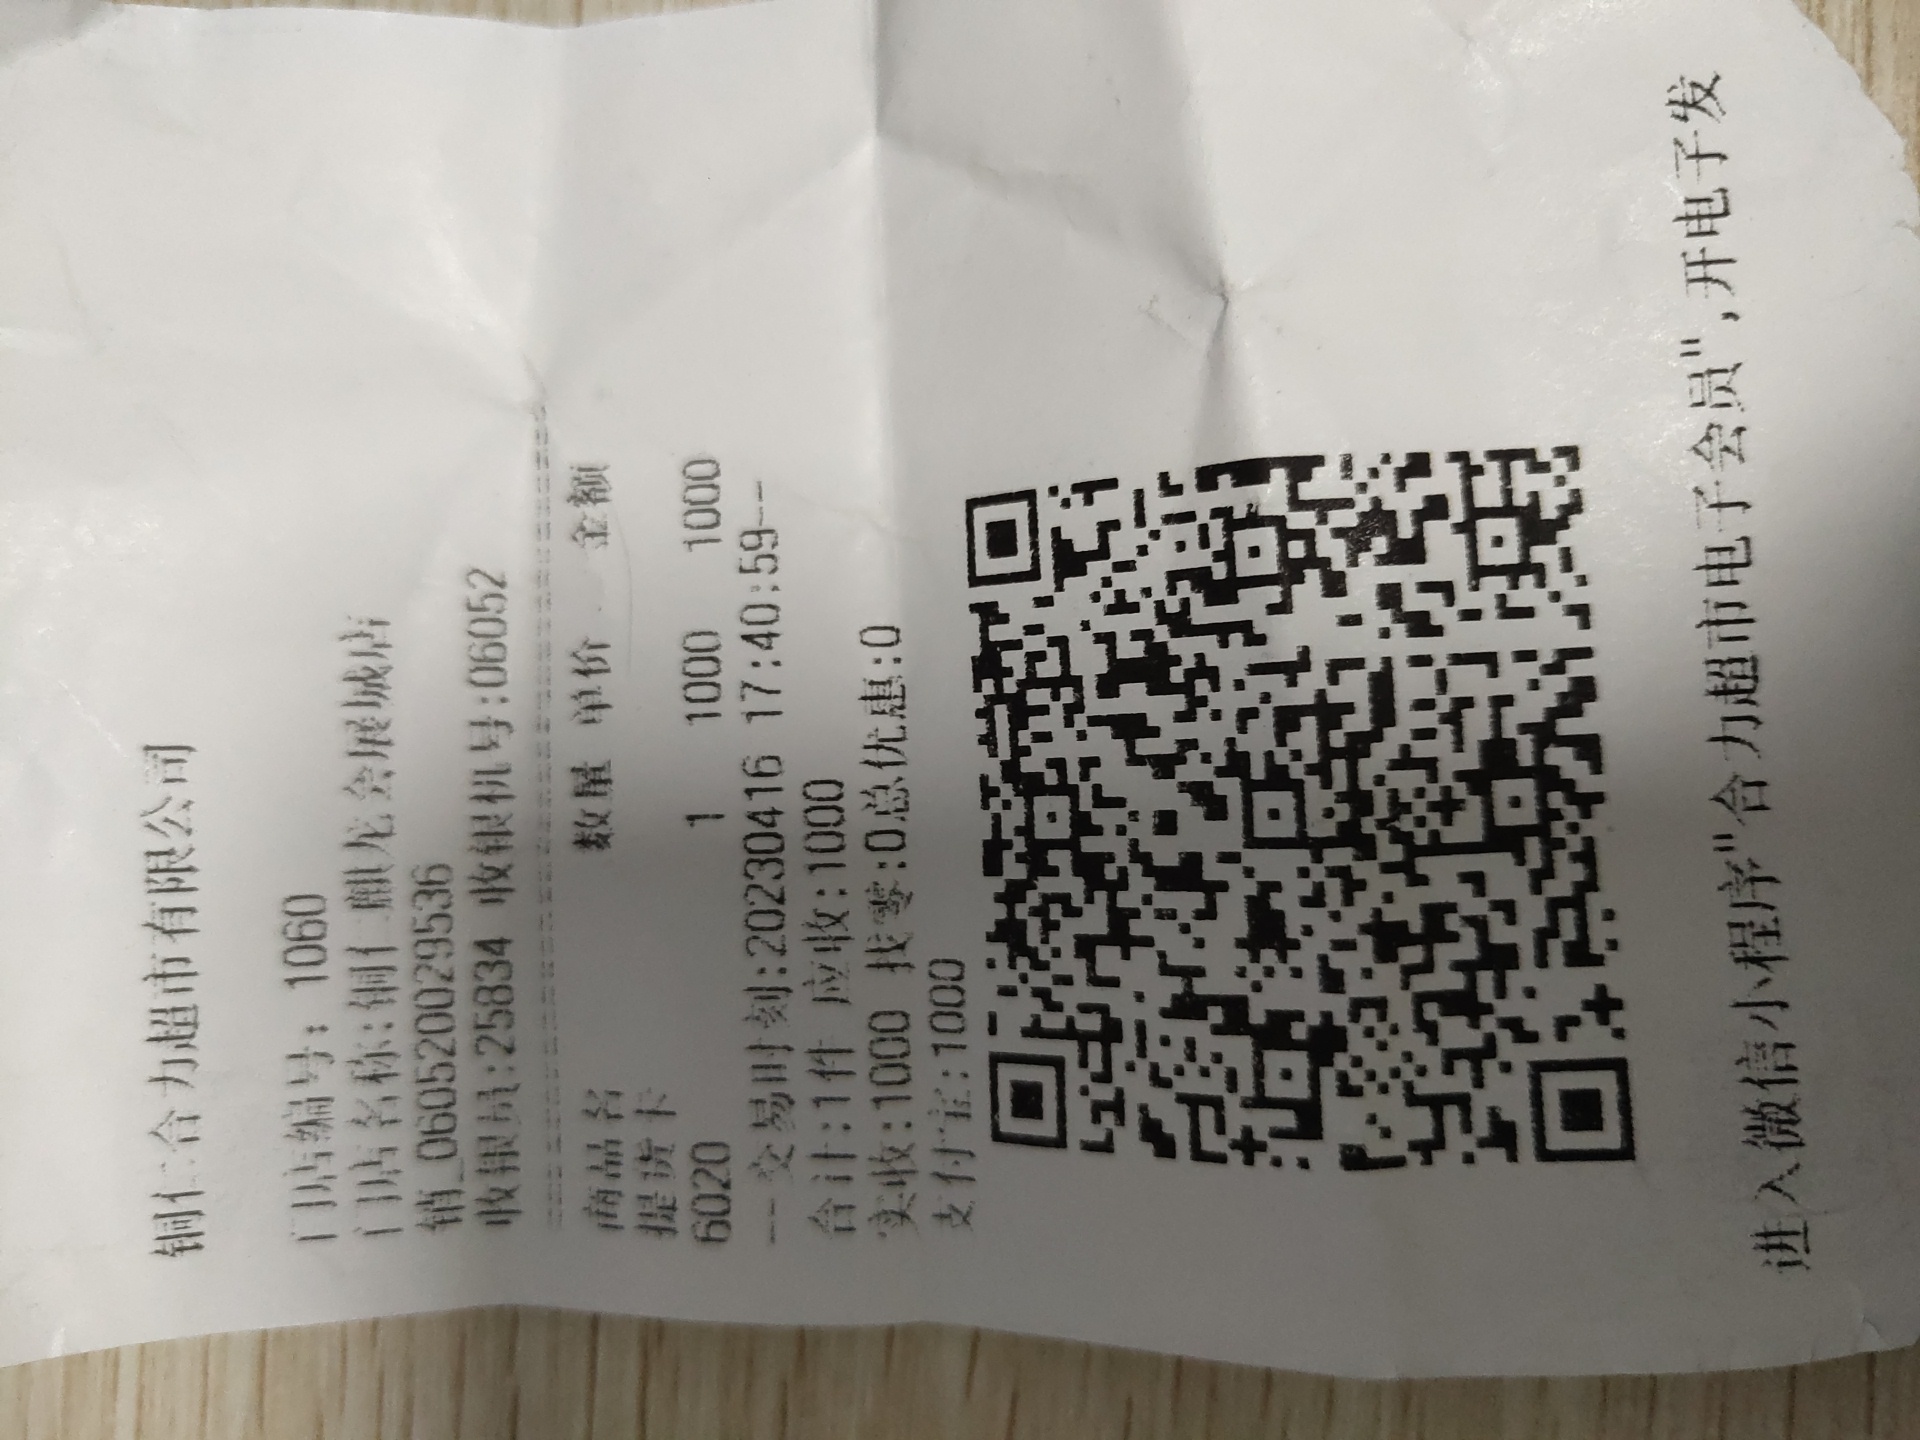 铜仁合力超市有限公司
门店编号: 1060
门店名称:铜仁麒龙会展城店
销_060520029536
收银员:25834 收银机号:06052
商品名 数量 单价 金额
提货卡
6020 1 1000 1000
--交易时刻:20230416 17:40:59--
合计:1件 应收:1000
实收:1000 找零:0总优惠:0
支付宝:1000
进入微信小程序"合力超市电子会员",开电子发